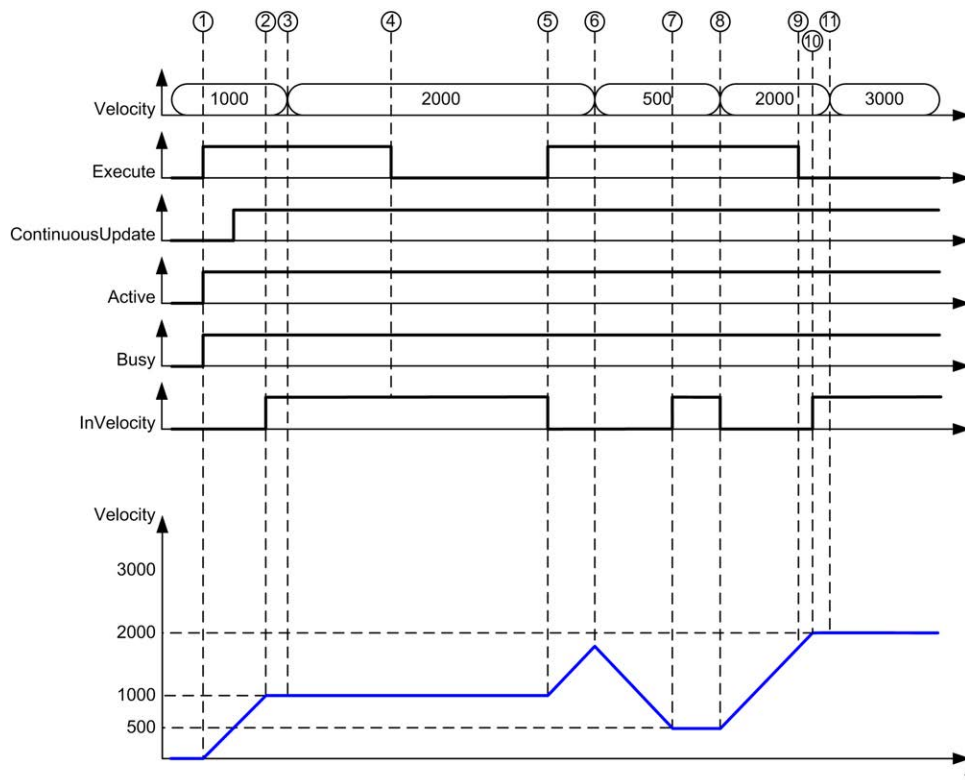 1 2 3 4 5 6 7 8 9 11
10
Velocity 1000 2000 500 2000 3000
Execute
ContinuousUpdate
Active
Busy
InVelocity
Velocity
3000
2000
1000
500